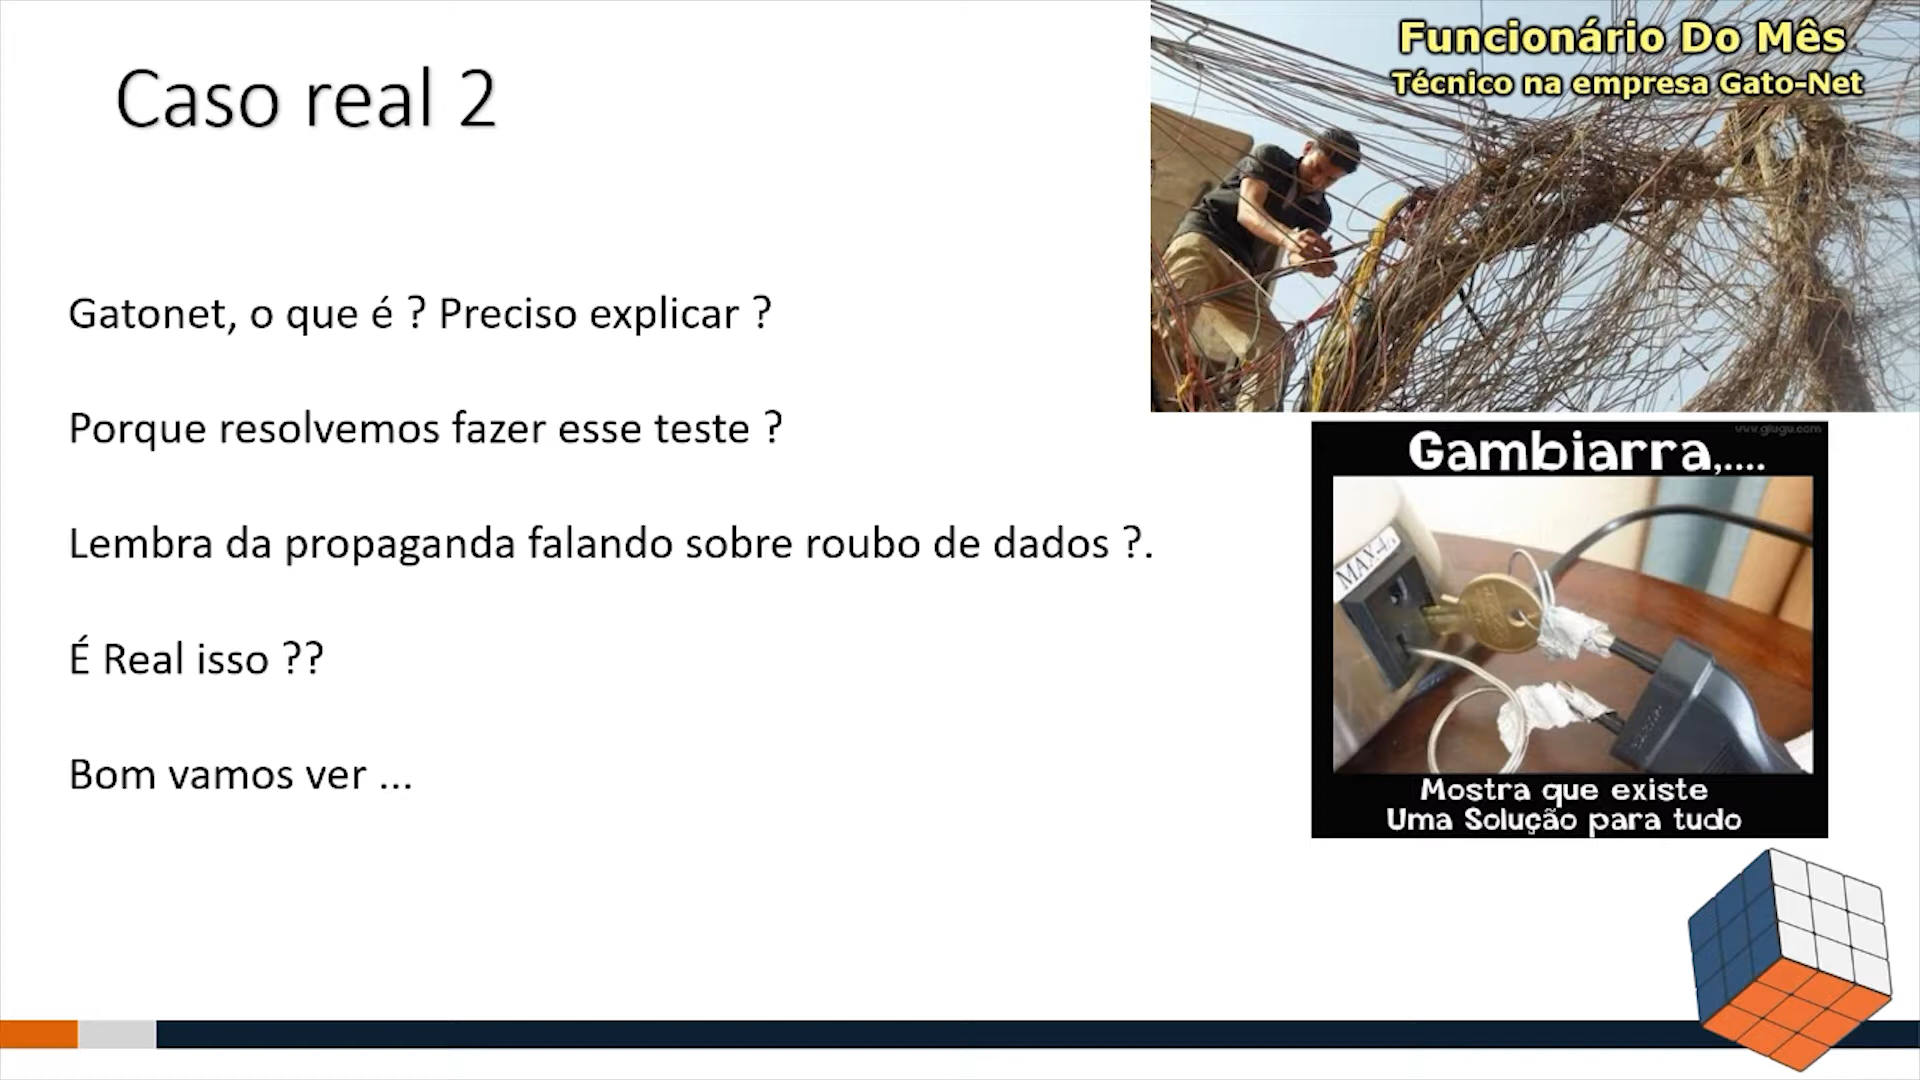 Caso real 2
Gatonet, o que é ? Preciso explicar ?
Porque resolvemos fazer esse teste ?
Lembra da propaganda falando sobre roubo de dados ?.
É Real isso ??
Bom vamos ver ...
Funcionário Do Mês
Técnico na empresa Gato-Net
www.glugu.com
Gambiarra,....
MAX.4
Mostra que existe
Uma Solução para tudo